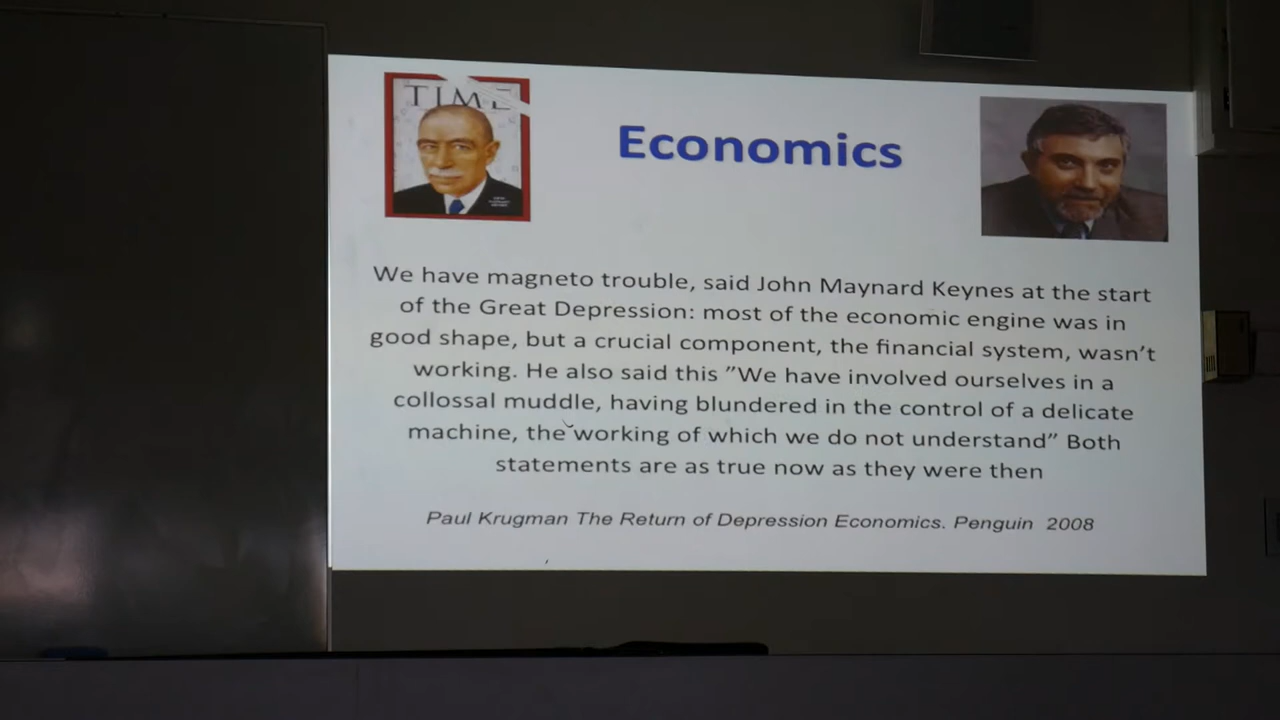 TIME
Economics
We have magneto trouble, said John Maynard Keynes at the start
of the Great Depression: most of the economic engine was in
good shape, but a crucial component, the financial system, wasn't
working. He also said this ”We have involved ourselves in a
collossal muddle, having blundered in the control of a delicate
machine, the working of which we do not understand” Both
statements are as true now as they were then
Paul Krugman The Return of Depression Economics. Penguin 2008